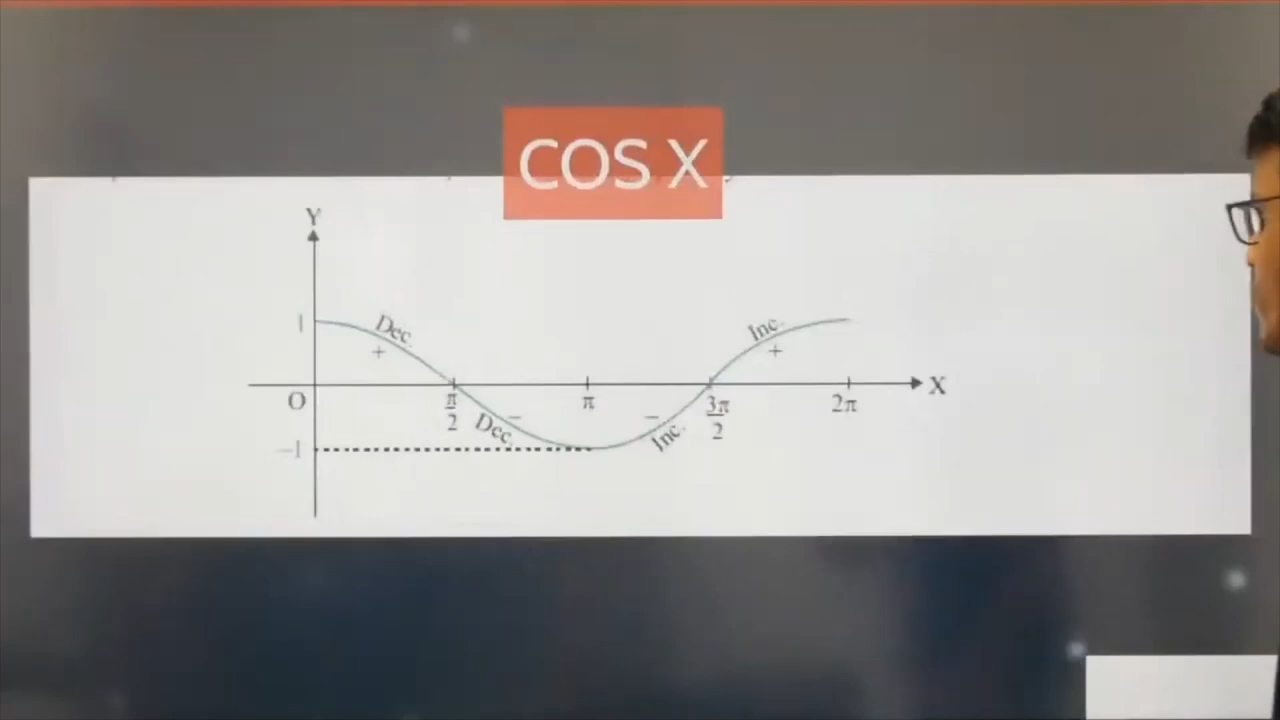 COS X
Y
1
Dec.
Inc.
+
+
O
π/2
π
3π/2
2π
X
Dec.
−
−
Inc.
−1